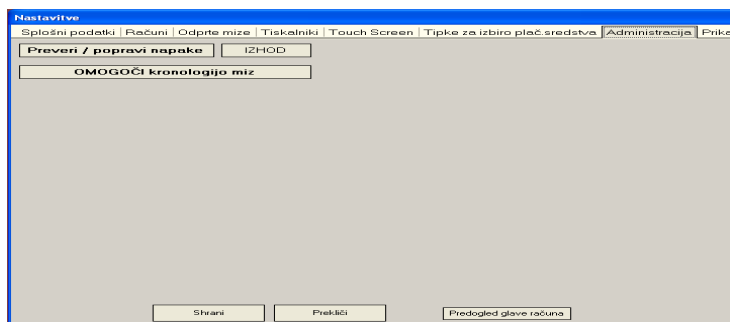 Nastavitve
Splošni podatki Računi Odprte mize Tiskalniki Touch Screen Tipke za izbiro plač.sredstva Administracija Prika
Preveri / popravi napake IZHOD
OMOGOČI kronologijo miz
Shrani Prekliči Predogled glave računa